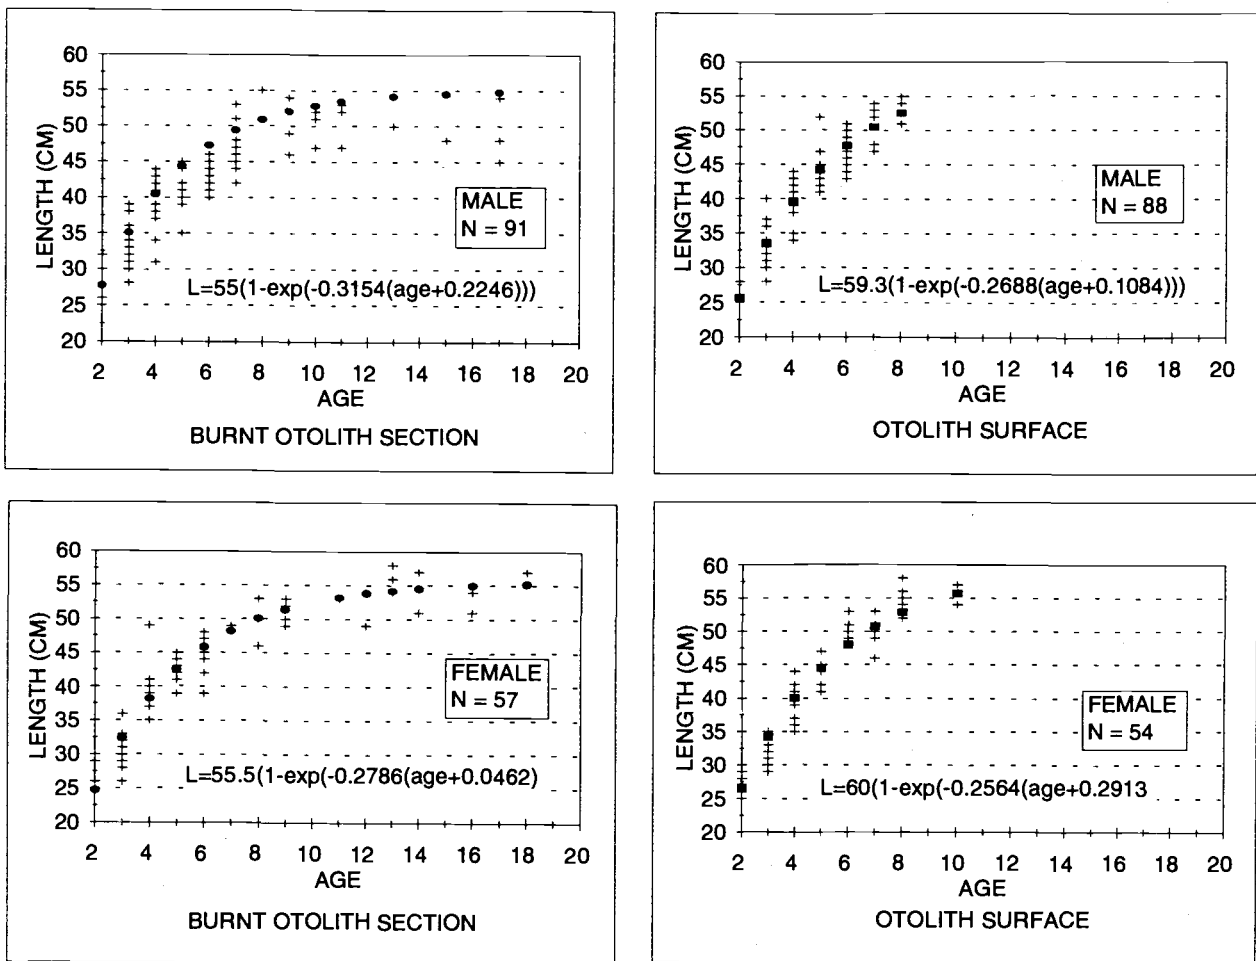 60
55
50
45
40
35
30
25
20
LENGTH (CM)
MALE
N = 91
L=55(1-exp(-0.3154(age+0.2246)))
2 4 6 8 10 12 14 16 18 20
AGE
BURNT OTOLITH SECTION
60
55
50
45
40
35
30
25
20
LENGTH (CM)
MALE
N = 88
L=59.3(1-exp(-0.2688(age+0.1084)))
2 4 6 8 10 12 14 16 18 20
AGE
OTOLITH SURFACE
60
55
50
45
40
35
30
25
20
LENGTH (CM)
FEMALE
N = 57
L=55.5(1-exp(-0.2786(age+0.0462)
2 4 6 8 10 12 14 16 18 20
AGE
BURNT OTOLITH SECTION
60
55
50
45
40
35
30
25
20
LENGTH (CM)
FEMALE
N = 54
L=60(1-exp(-0.2564(age+0.2913
2 4 6 8 10 12 14 16 18 20
AGE
OTOLITH SURFACE